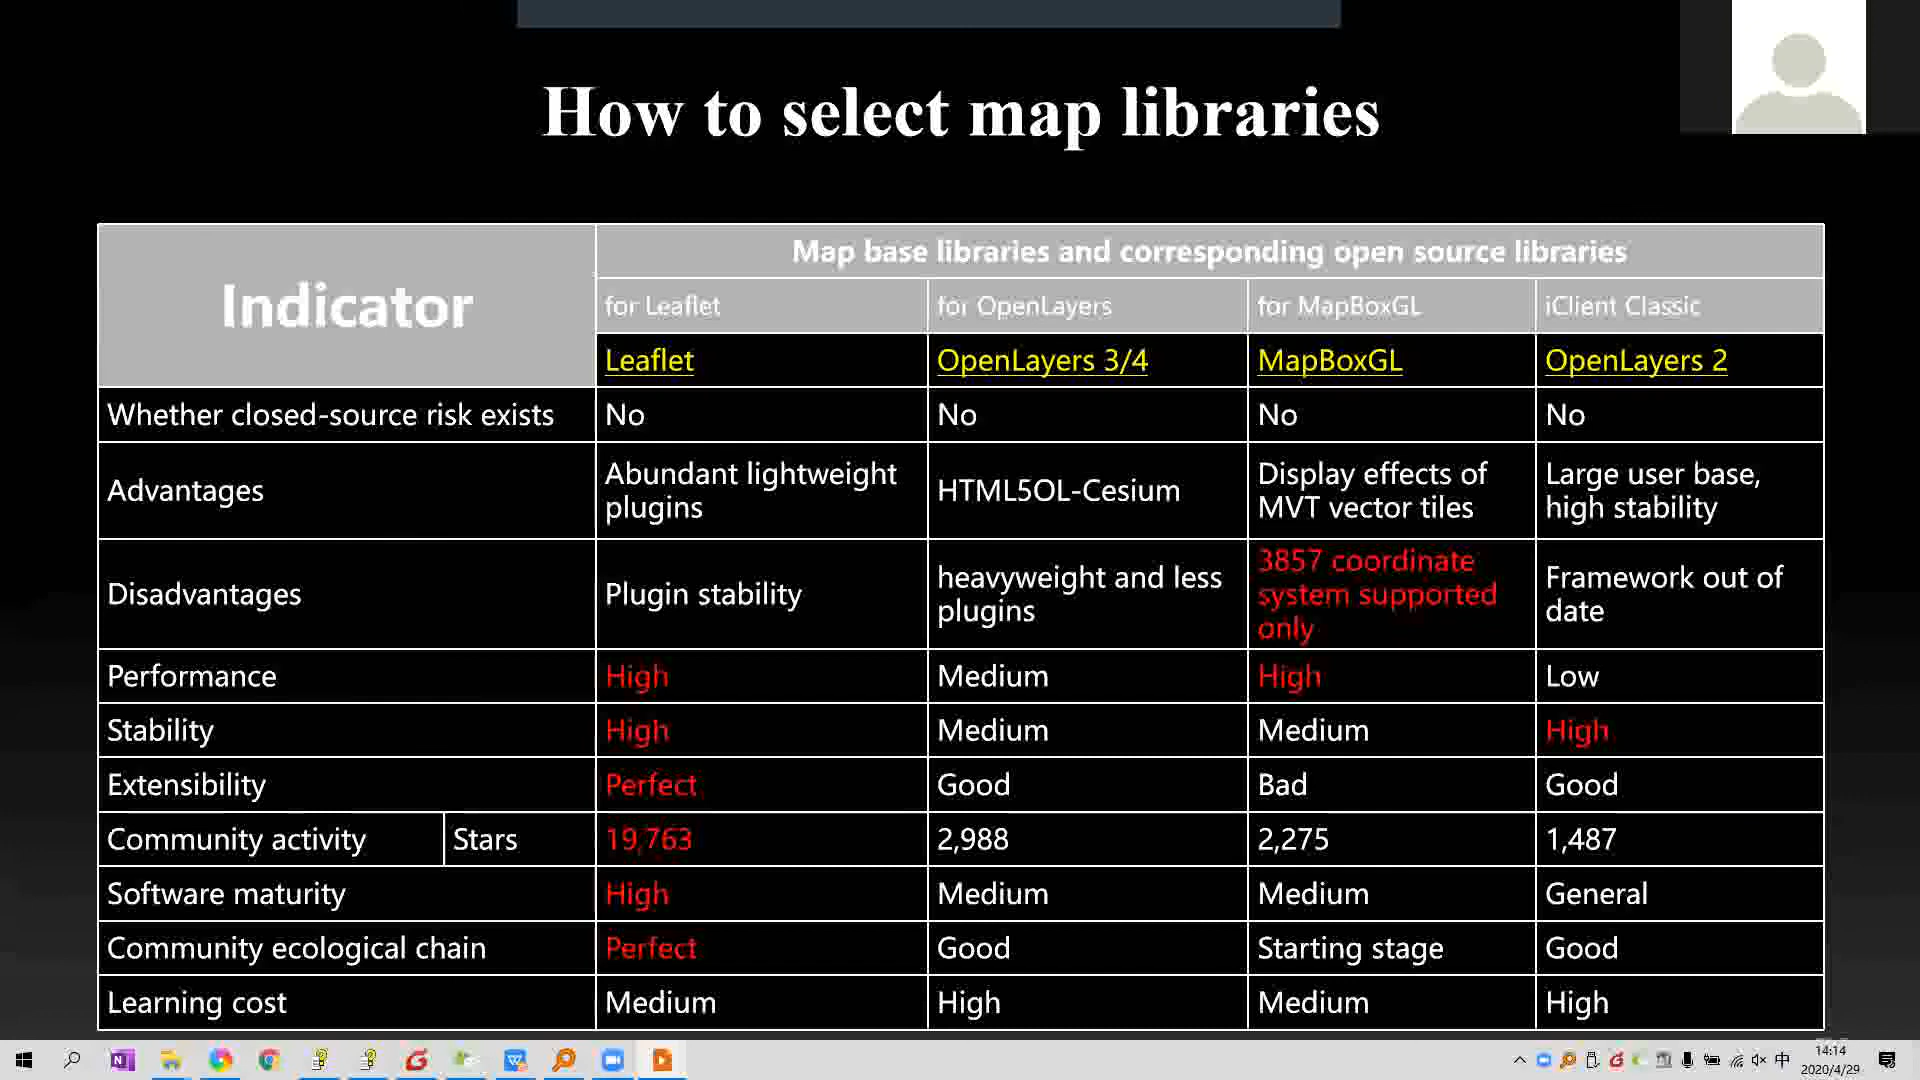 How to select map libraries
Indicator
Map base libraries and corresponding open source libraries
for Leaflet for OpenLayers for MapBoxGL iClient Classic
Leaflet OpenLayers 3/4 MapBoxGL OpenLayers 2
Whether closed-source risk exists No No No No
Advantages
Abundant lightweight
plugins
HTML5OL-Cesium
Display effects of
MVT vector tiles
Large user base,
high stability
Disadvantages
Plugin stability
heavyweight and less
plugins
3857 coordinate
system supported
only
Framework out of
date
Performance High Medium High Low
Stability High Medium Medium High
Extensibility Perfect Good Bad Good
Community activity Stars 19,763 2,988 2,275 1,487
Software maturity High Medium Medium General
Community ecological chain Perfect Good Starting stage Good
Learning cost Medium High Medium High
中
14:14
2020/4/29